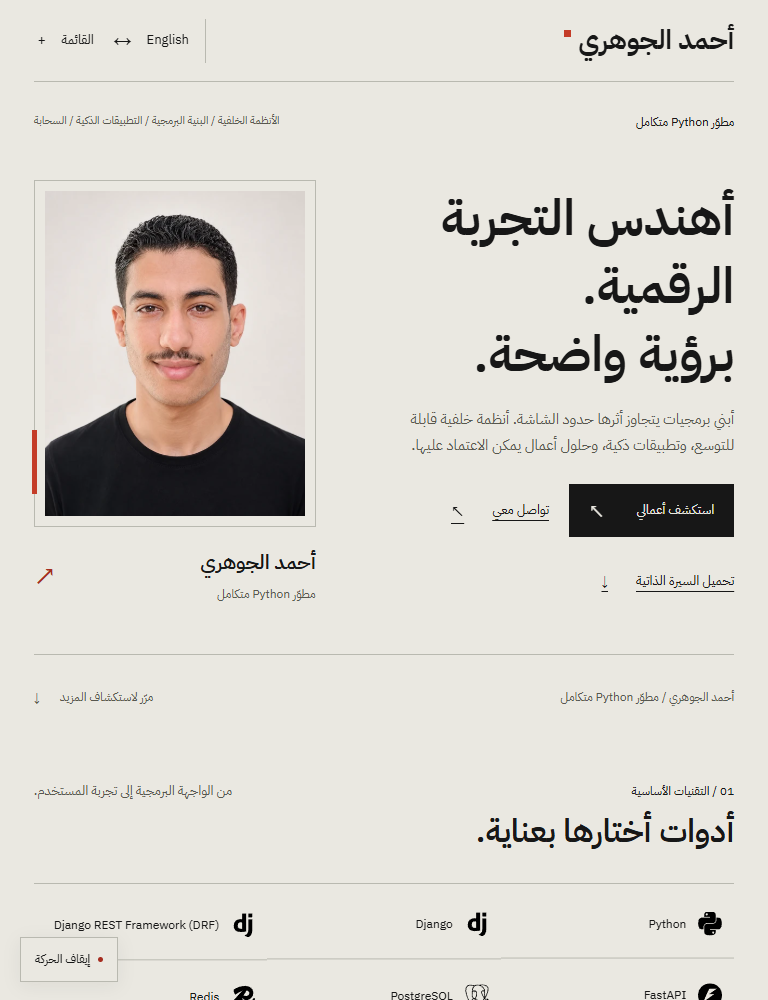 أحمد الجوهري
English ↔ القائمة +
مطوّر Python متكامل
الأنظمة الخلفية / البنية البرمجية / التطبيقات الذكية / السحابة
أهندس التجربة
الرقمية.
برؤية واضحة.
أبني برمجيات يتجاوز أثرها حدود الشاشة. أنظمة خلفية قابلة
للتوسع، وتطبيقات ذكية، وحلول أعمال يمكن الاعتماد عليها.
استكشف أعمالي ↖
تواصل معي ↖
تحميل السيرة الذاتية ↓
أحمد الجوهري
مطوّر Python متكامل
↗
أحمد الجوهري / مطوّر Python متكامل
مرّر لاستكشاف المزيد ↓
01 / التقنيات الأساسية
من الواجهة البرمجية إلى تجربة المستخدم.
أدوات أختارها بعناية.
Python
Django
dj
Django REST Framework (DRF)
dj
FastAPI
PostgreSQL
Redis
إيقاف الحركة